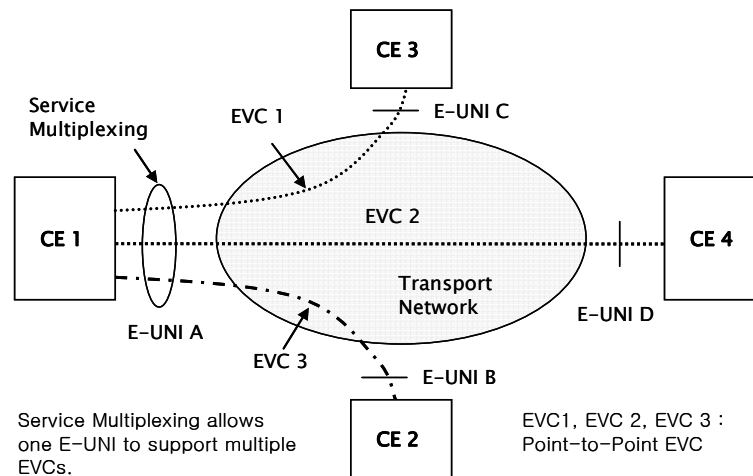 CE 3
Service
Multiplexing
EVC 1
E-UNI C
EVC 2
CE 1
CE 4
Transport
Network
E-UNI D
E-UNI A
EVC 3
E-UNI B
CE 2
Service Multiplexing allows
one E-UNI to support multiple
EVCs.
EVC1, EVC 2, EVC 3 :
Point-to-Point EVC